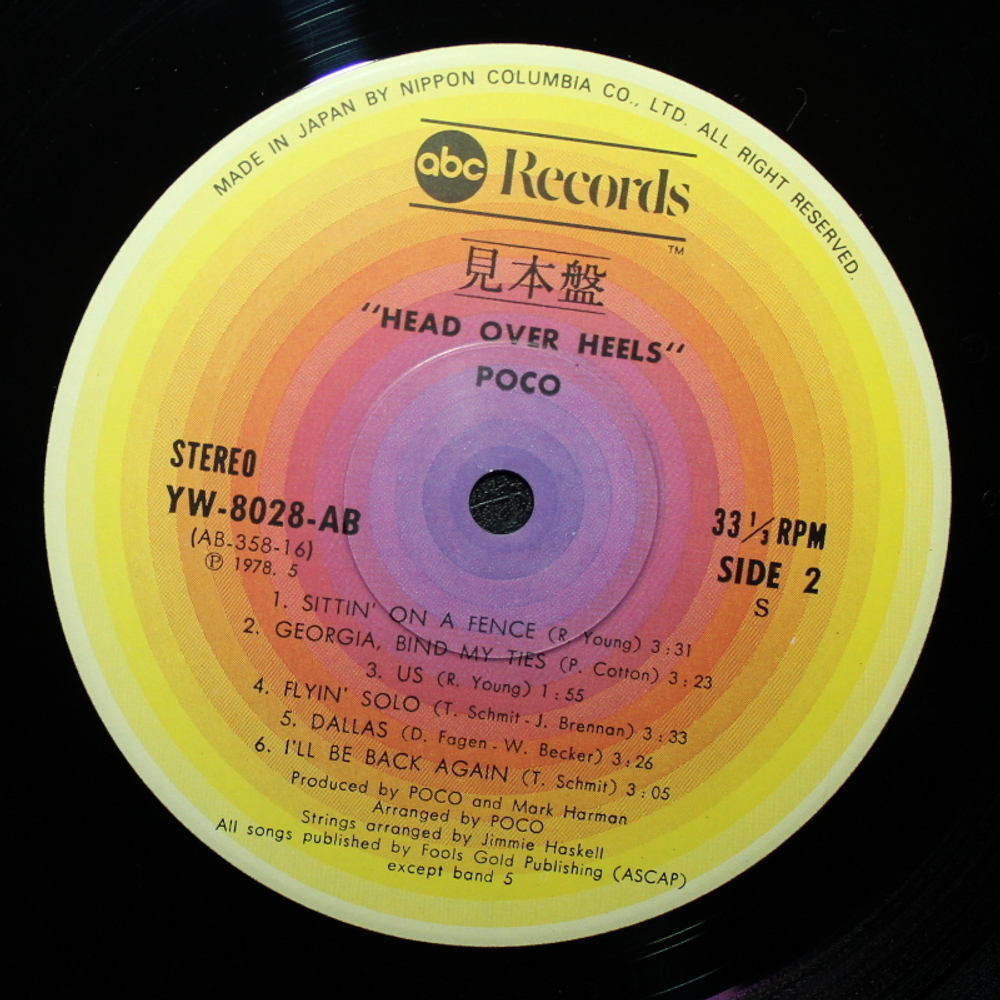 MADE IN JAPAN BY NIPPON COLUMBIA CO., LTD. ALL RIGHT RESERVED.
abc Records
TM
見本盤
"HEAD OVER HEELS"
POCO
STEREO
YW-8028-AB
(AB-358-16)
Ⓟ 1978. 5
33 1/3 RPM
SIDE 2
S
1. SITTIN' ON A FENCE (R. Young) 3:31
2. GEORGIA, BIND MY TIES (P. Cotton) 3:23
3. US (R. Young) 1:55
4. FLYIN' SOLO (T. Schmit - J. Brennan) 3:33
5. DALLAS (D. Fagen - W. Becker) 3:26
6. I'LL BE BACK AGAIN (T. Schmit) 3:05
Produced by POCO and Mark Harman
Arranged by POCO
Strings arranged by Jimmie Haskell
All songs published by Fools Gold Publishing (ASCAP)
except band 5